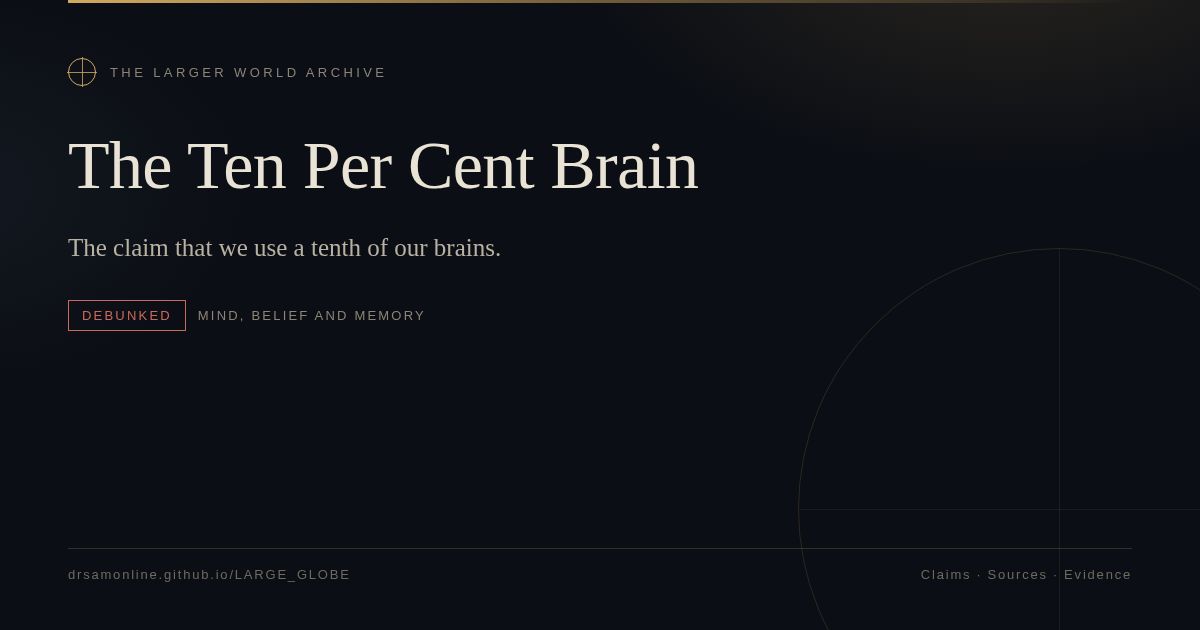 THE LARGER WORLD ARCHIVE
The Ten Per Cent Brain
The claim that we use a tenth of our brains.
DEBUNKED MIND, BELIEF AND MEMORY
drsamonline.github.io/LARGE_GLOBE Claims · Sources · Evidence